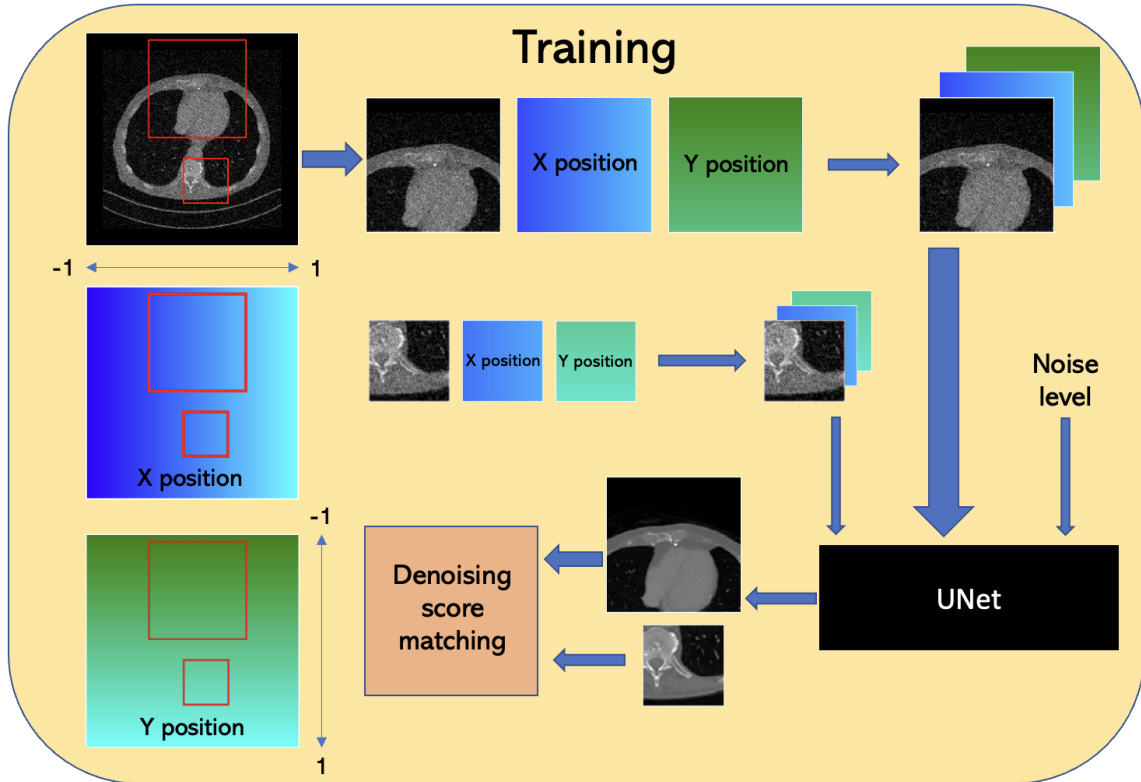 Training
X position
Y position
-1
1
X position
Y position
Noise
level
X position
-1
Denoising
score
matching
UNet
Y position
1